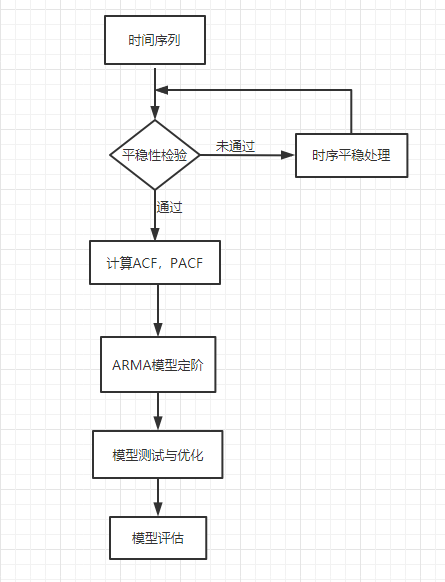 时间序列
平稳性检验
未通过
时序平稳处理
通过
计算ACF，PACF
ARMA模型定阶
模型测试与优化
模型评估